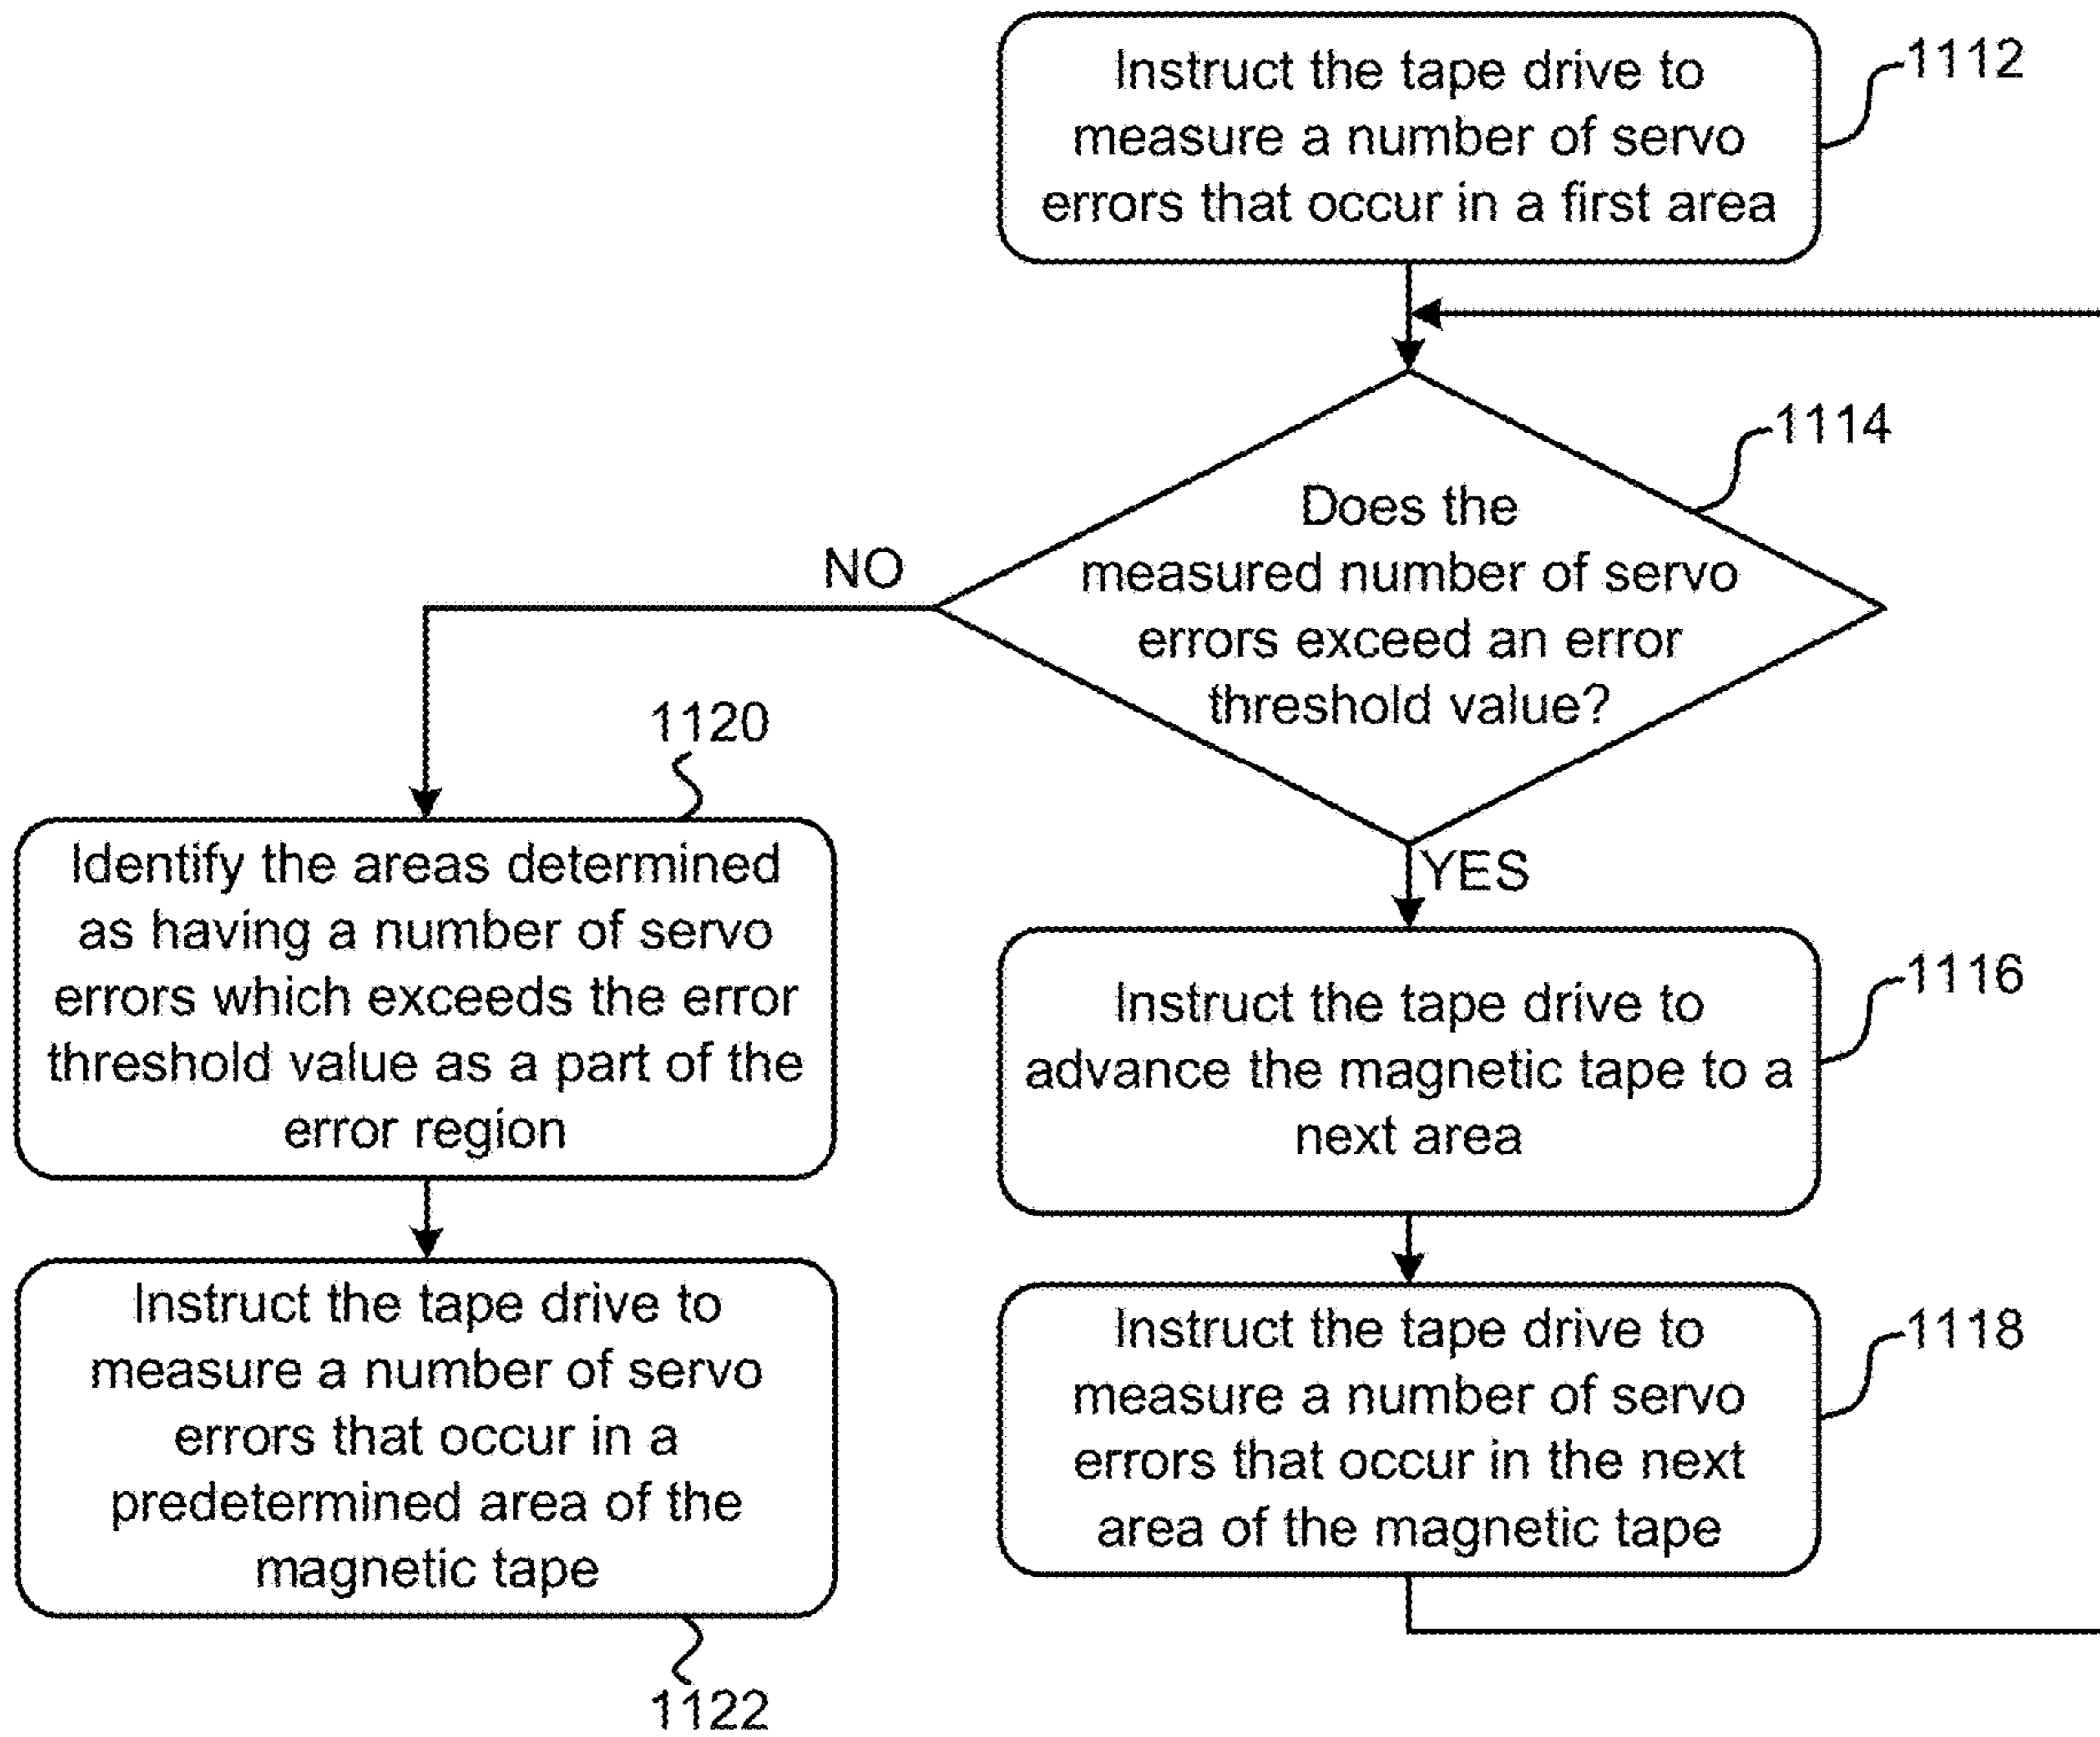 Instruct the tape drive to
measure a number of servo
errors that occur in a first area
1112
Does the
measured number of servo
errors exceed an error
threshold value?
1114
NO
YES
1120
Identify the areas determined
as having a number of servo
errors which exceeds the error
threshold value as a part of the
error region
Instruct the tape drive to
advance the magnetic tape to a
next area
1116
Instruct the tape drive to
measure a number of servo
errors that occur in a
predetermined area of the
magnetic tape
1122
Instruct the tape drive to
measure a number of servo
errors that occur in the next
area of the magnetic tape
1118